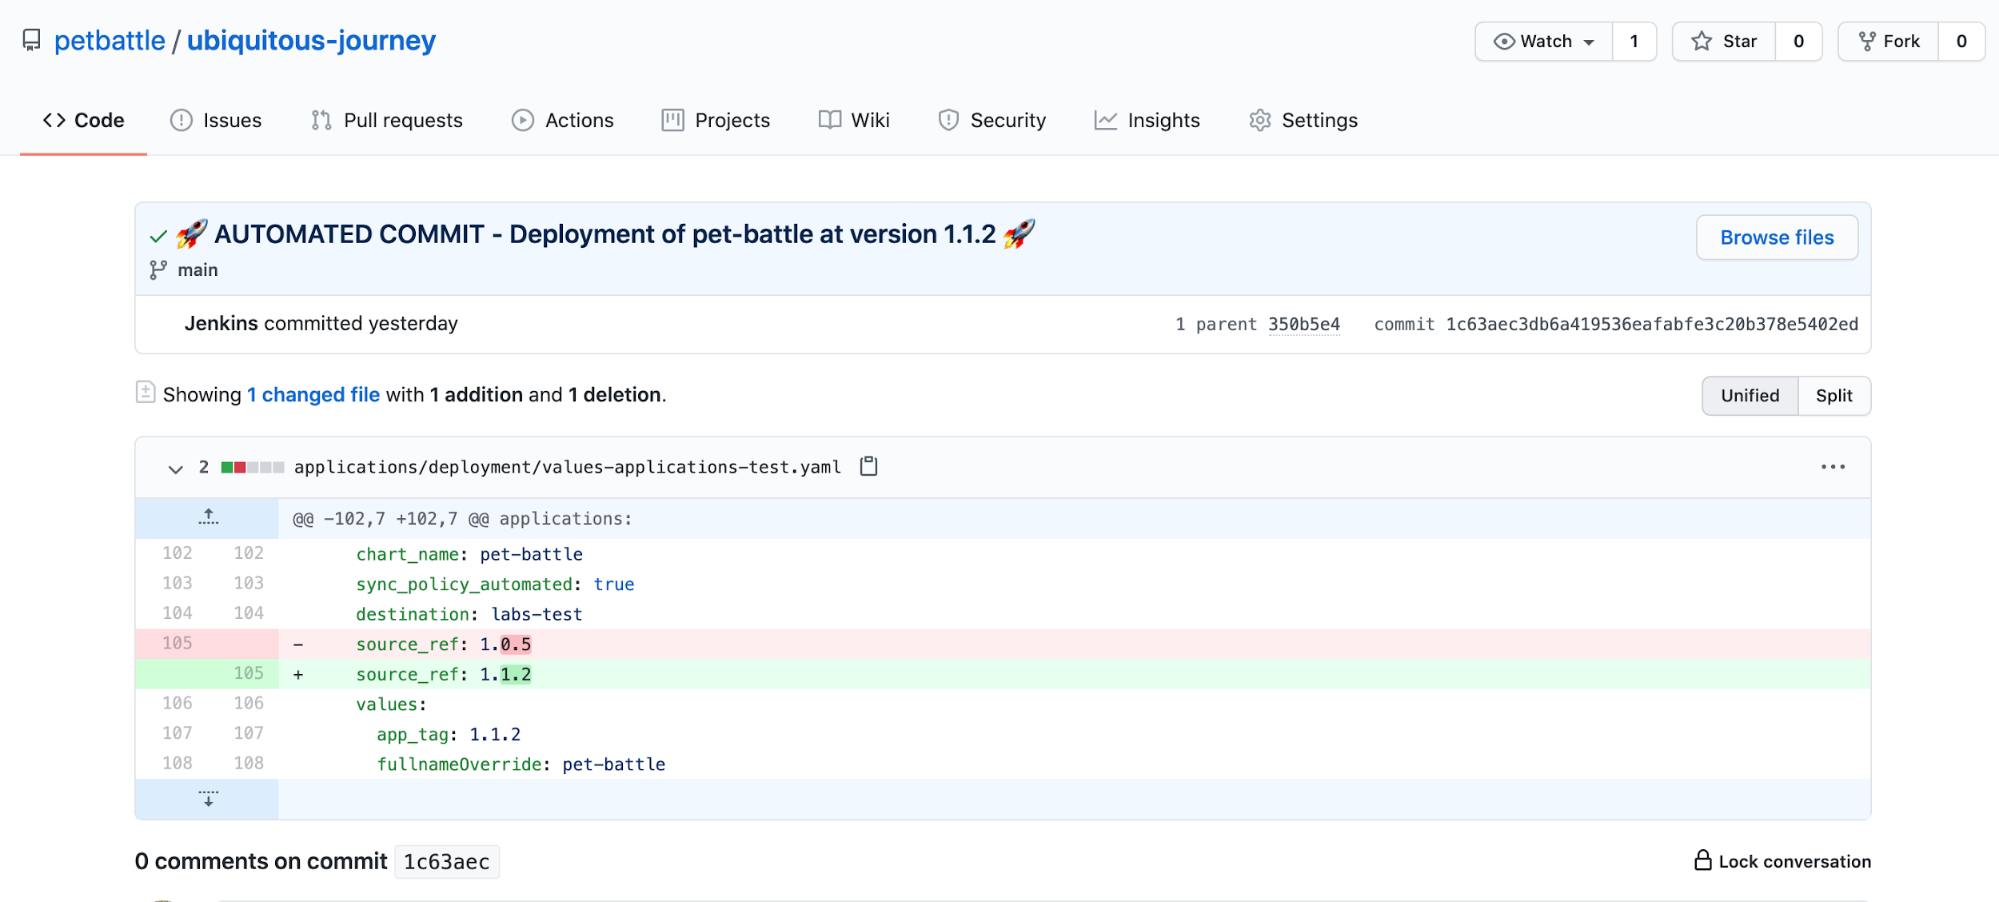 petbattle / ubiquitous-journey
Watch 1 Star 0 Fork 0
Code Issues Pull requests Actions Projects Wiki Security Insights Settings
🚀 AUTOMATED COMMIT - Deployment of pet-battle at version 1.1.2 🚀
Browse files
main
Jenkins committed yesterday 1 parent 350b5e4 commit 1c63aec3db6a419536eafabfe3c20b378e5402ed
Showing 1 changed file with 1 addition and 1 deletion. Unified Split
2 applications/deployment/values-applications-test.yaml
@@ -102,7 +102,7 @@ applications:
102 102 chart_name: pet-battle
103 103 sync_policy_automated: true
104 104 destination: labs-test
105 - source_ref: 1.0.5
105 + source_ref: 1.1.2
106 106 values:
107 107 app_tag: 1.1.2
108 108 fullnameOverride: pet-battle
0 comments on commit 1c63aec Lock conversation